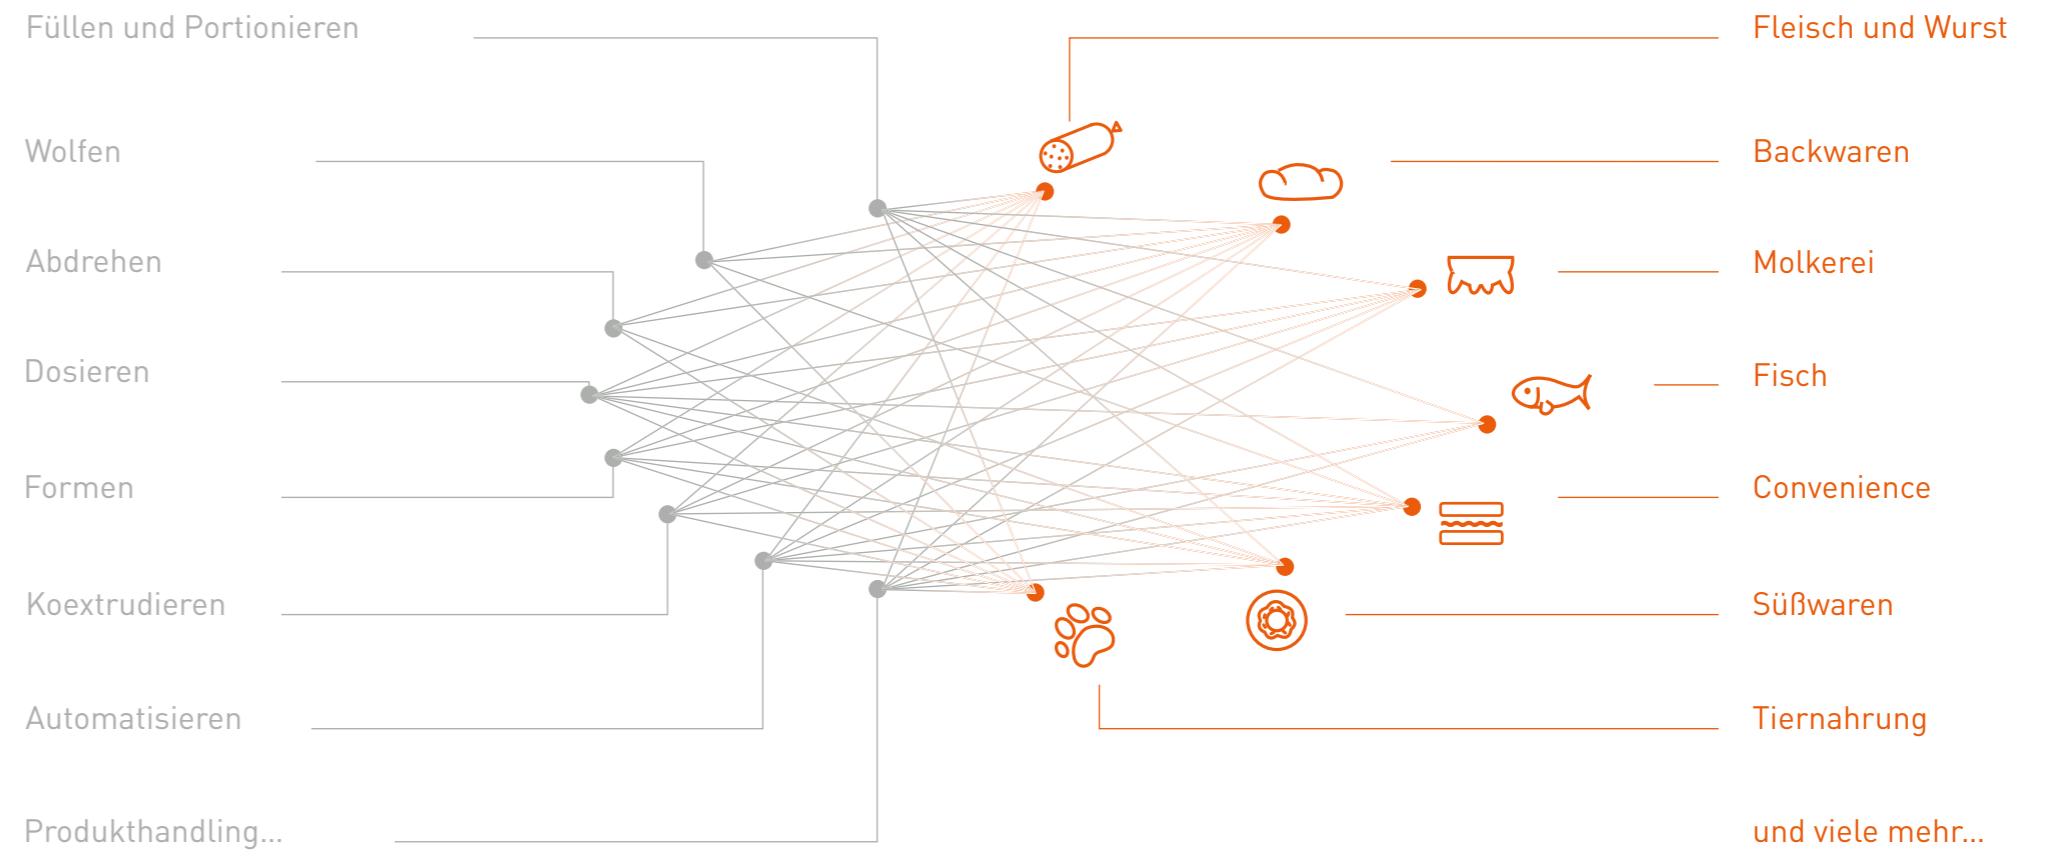 Füllen und Portionieren
Wolfen
Abdrehen
Dosieren
Formen
Koextrudieren
Automatisieren
Produkthandling...
Fleisch und Wurst
Backwaren
Molkerei
Fisch
Convenience
Süßwaren
Tiernahrung
und viele mehr...